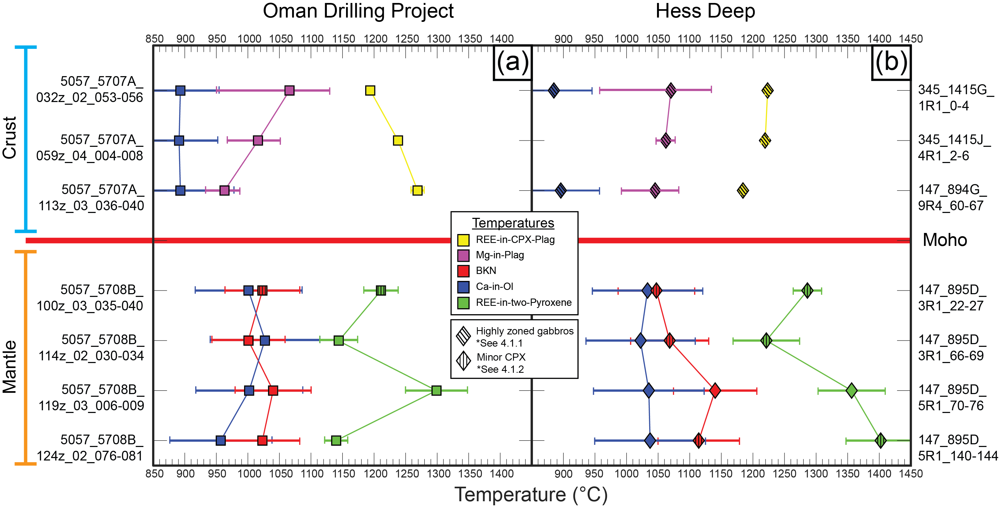 Oman Drilling Project
Hess Deep
850 900 950 1000 1050 1100 1150 1200 1250 1300 1350 1400
900 950 1000 1050 1100 1150 1200 1250 1300 1350 1400 1450
(a)
(b)
Crust
5057_5707A_
032z_02_053-056
5057_5707A_
059z_04_004-008
5057_5707A_
113z_03_036-040
345_1415G_
1R1_0-4
345_1415J_
4R1_2-6
147_894G_
9R4_60-67
Moho
Temperatures
REE-in-CPX-Plag
Mg-in-Plag
BKN
Ca-in-Ol
REE-in-two-Pyroxene
Highly zoned gabbros
*See 4.1.1
Minor CPX
*See 4.1.2
Mantle
5057_5708B_
100z_03_035-040
5057_5708B_
114z_02_030-034
5057_5708B_
119z_03_006-009
5057_5708B_
124z_02_076-081
147_895D_
3R1_22-27
147_895D_
3R1_66-69
147_895D_
5R1_70-76
147_895D_
5R1_140-144
850 900 950 1000 1050 1100 1150 1200 1250 1300 1350 1400
900 950 1000 1050 1100 1150 1200 1250 1300 1350 1400 1450
Temperature (°C)